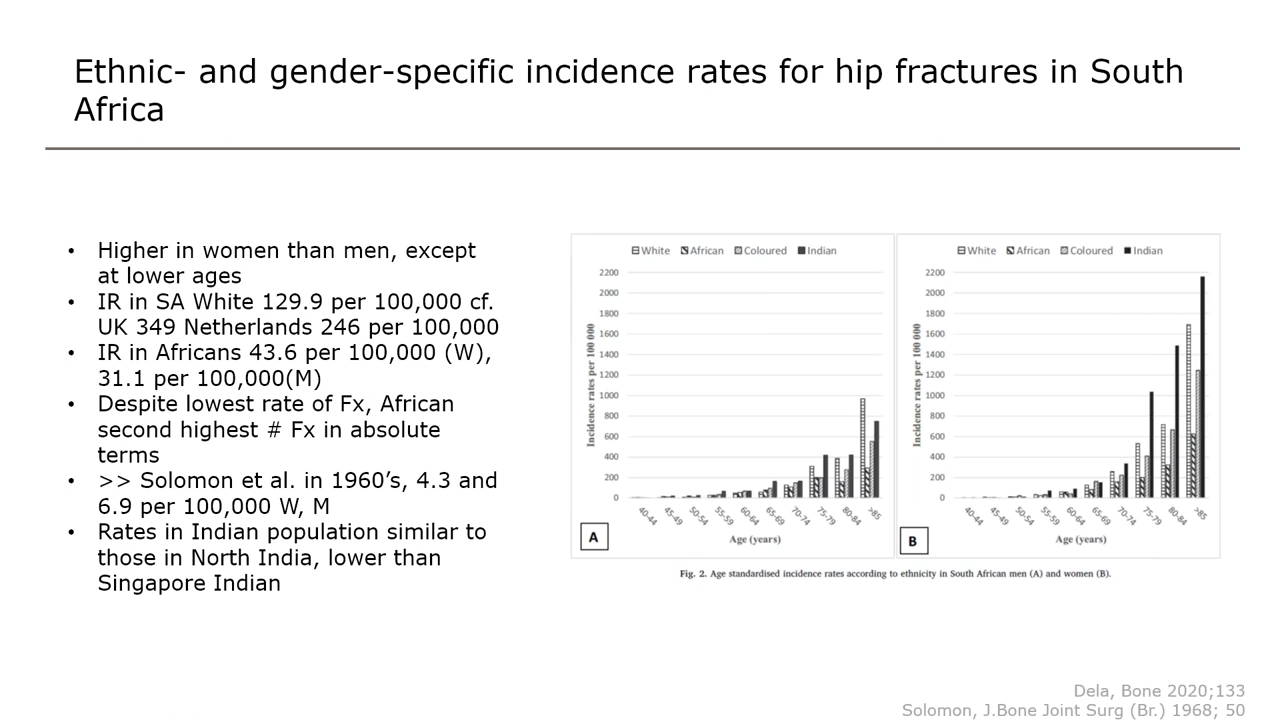 Ethnic- and gender-specific incidence rates for hip fractures in South
Africa
• Higher in women than men, except
at lower ages
• IR in SA White 129.9 per 100,000 cf.
UK 349 Netherlands 246 per 100,000
• IR in Africans 43.6 per 100,000 (W),
31.1 per 100,000(M)
• Despite lowest rate of Fx, African
second highest # Fx in absolute
terms
• >> Solomon et al. in 1960’s, 4.3 and
6.9 per 100,000 W, M
• Rates in Indian population similar to
those in North India, lower than
Singapore Indian
White African Coloured Indian
Incidence rates per 100 000
2200
2000
1800
1600
1400
1200
1000
800
600
400
200
0
40-44 45-49 50-54 55-59 60-64 65-69 70-74 75-79 80-84 >85
Age (years)
A
White African Coloured Indian
Incidence rates per 100 000
2200
2000
1800
1600
1400
1200
1000
800
600
400
200
0
40-44 45-49 50-54 55-59 60-64 65-69 70-74 75-79 80-84 >85
Age (years)
B
Fig. 2. Age standardised incidence rates according to ethnicity in South African men (A) and women (B).
Dela, Bone 2020;133
Solomon, J.Bone Joint Surg (Br.) 1968; 50